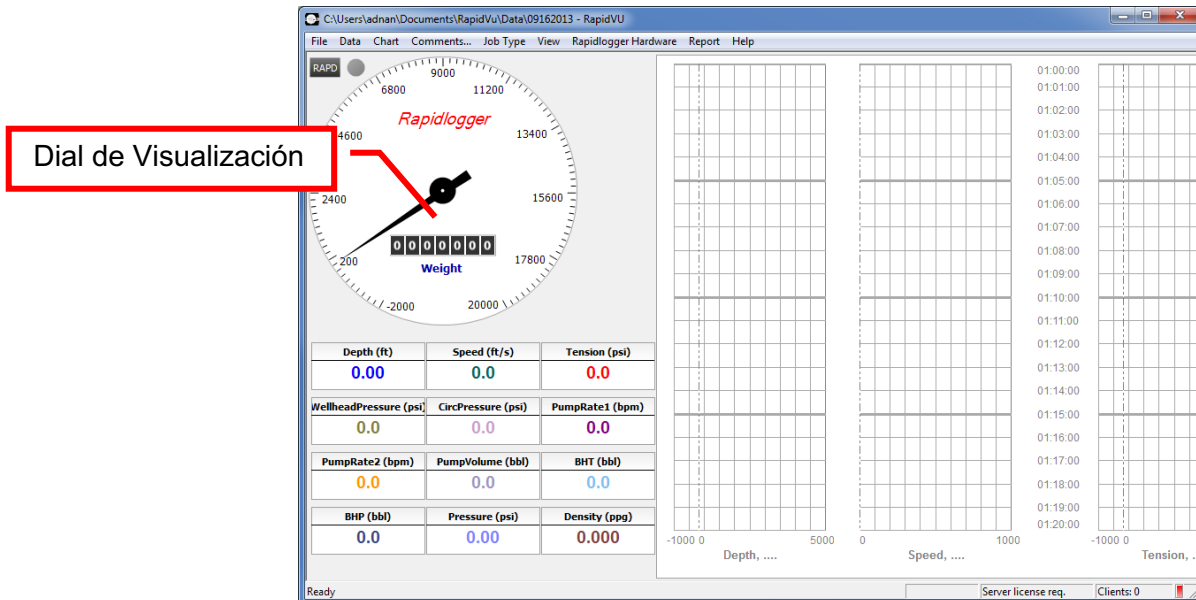 C:\Users\adnan\Documents\RapidVu\Data\09162013 - RapidVU
File Data Chart Comments... Job Type View Rapidlogger Hardware Report Help
RAPD
Dial de Visualización
9000
6800 11200
Rapidlogger
4600 13400
2400 15600
0000000
200 17800
Weight
-2000 20000
Depth (ft) Speed (ft/s) Tension (psi)
0.00 0.0 0.0
WellheadPressure (psi) CircPressure (psi) PumpRate1 (bpm)
0.0 0.0 0.0
PumpRate2 (bpm) PumpVolume (bbl) BHT (bbl)
0.0 0.0 0.0
BHP (bbl) Pressure (psi) Density (ppg)
0.0 0.00 0.000
01:00:00
01:01:00
01:02:00
01:03:00
01:04:00
01:05:00
01:06:00
01:07:00
01:08:00
01:09:00
01:10:00
01:11:00
01:12:00
01:13:00
01:14:00
01:15:00
01:16:00
01:17:00
01:18:00
01:19:00
01:20:00
-1000 0 5000 0 1000 -1000 0
Depth, .... Speed, .... Tension, .
Ready Server license req. Clients: 0